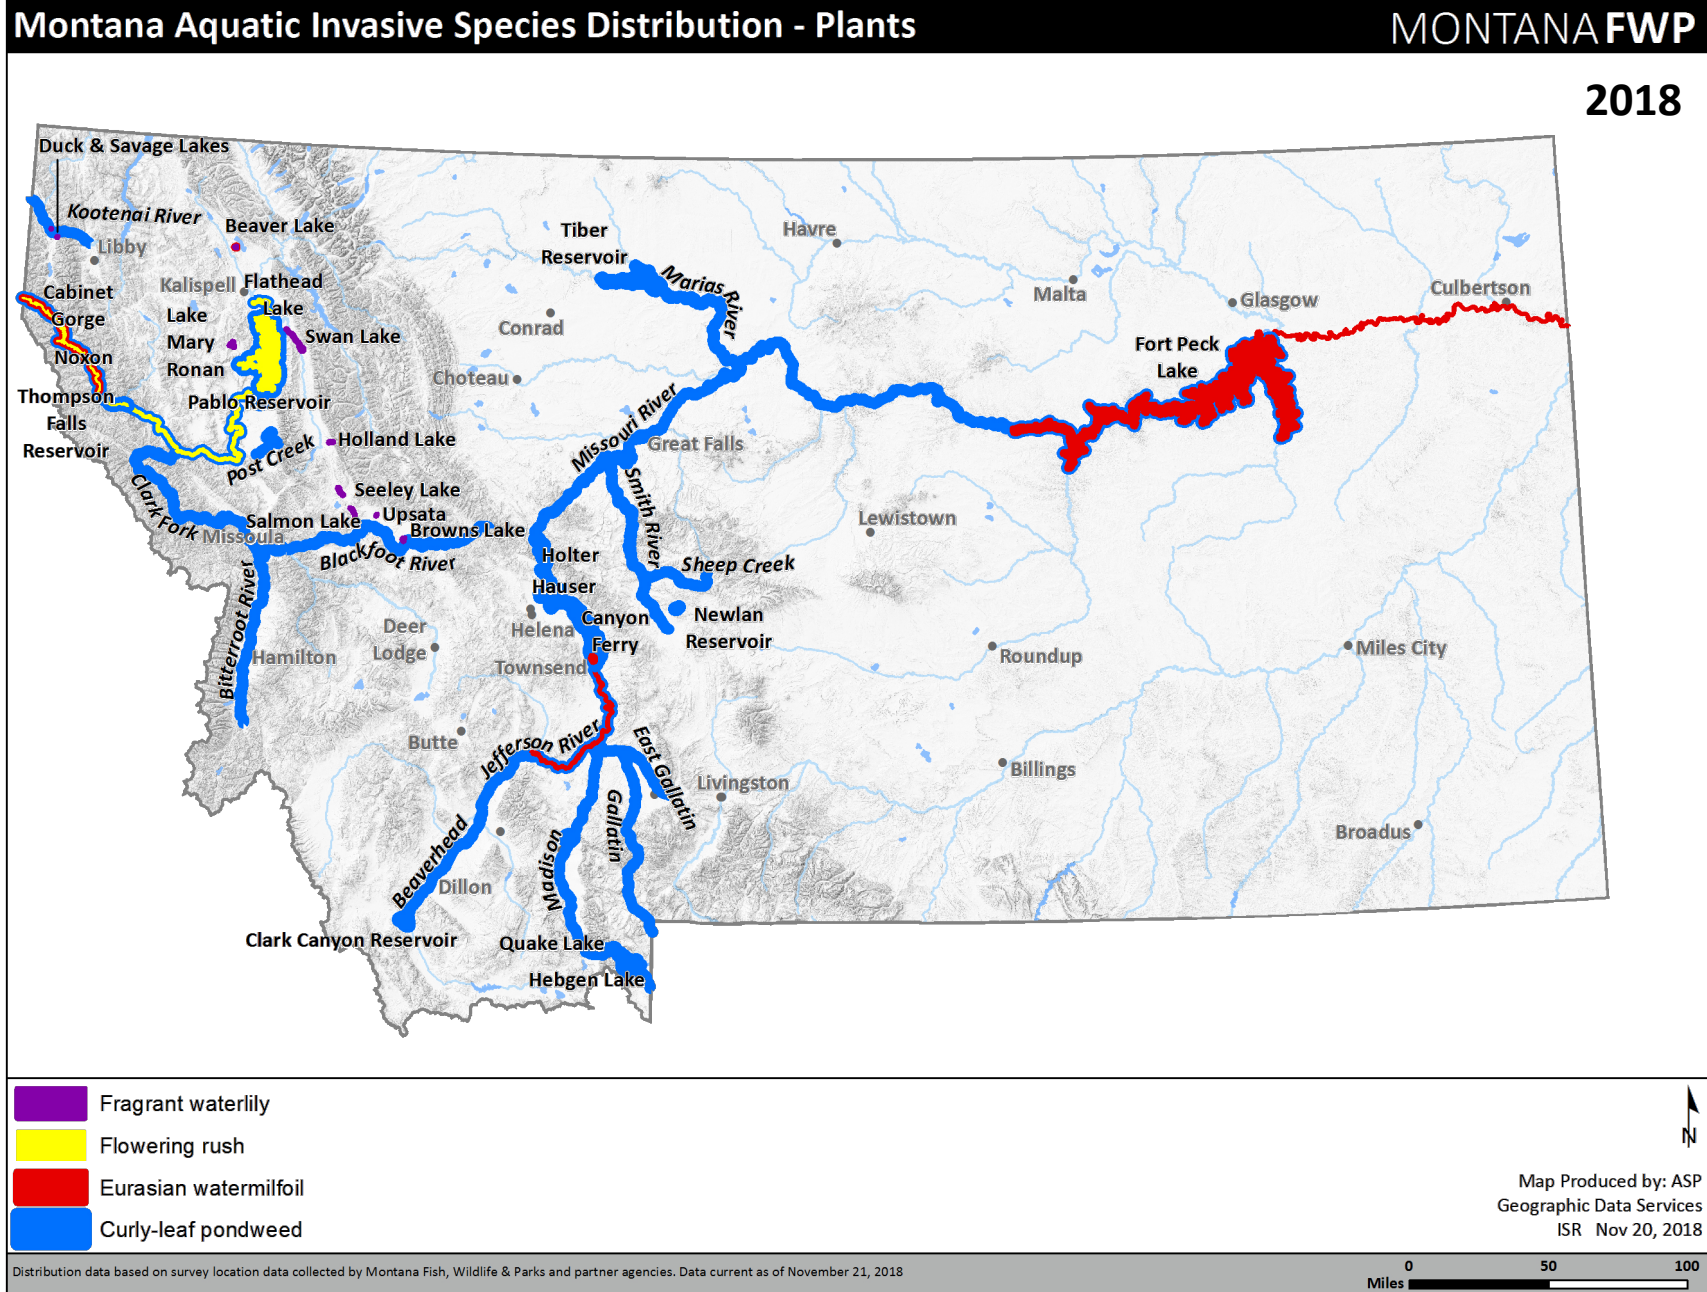 Montana Aquatic Invasive Species Distribution - Plants
MONTANA FWP
2018
Duck & Savage Lakes
Kootenai River
Libby
Beaver Lake
Kalispell
Flathead
Lake
Cabinet
Gorge
Lake
Mary
Ronan
Swan Lake
Noxon
Thompson
Falls
Reservoir
Pablo Reservoir
Post Creek
Holland Lake
Seeley Lake
Clark Fork
Salmon Lake
Upsata
Browns Lake
Missoula
Blackfoot River
Bitterroot River
Hamilton
Deer
Lodge
Butte
Tiber
Reservoir
Marias River
Havre
Conrad
Choteau
Missouri River
Great Falls
Smith River
Sheep Creek
Newlan
Reservoir
Holter
Hauser
Canyon
Ferry
Helena
Townsend
Jefferson River
East Gallatin
Gallatin
Madison
Beaverhead
Dillon
Clark Canyon Reservoir
Quake Lake
Hebgen Lake
Livingston
Lewistown
Roundup
Billings
Malta
Glasgow
Fort Peck
Lake
Culbertson
Miles City
Broadus
Fragrant waterlily
Flowering rush
Eurasian watermilfoil
Curly-leaf pondweed
N
Map Produced by: ASP
Geographic Data Services
ISR Nov 20, 2018
Distribution data based on survey location data collected by Montana Fish, Wildlife & Parks and partner agencies. Data current as of November 21, 2018
0 50 100
Miles